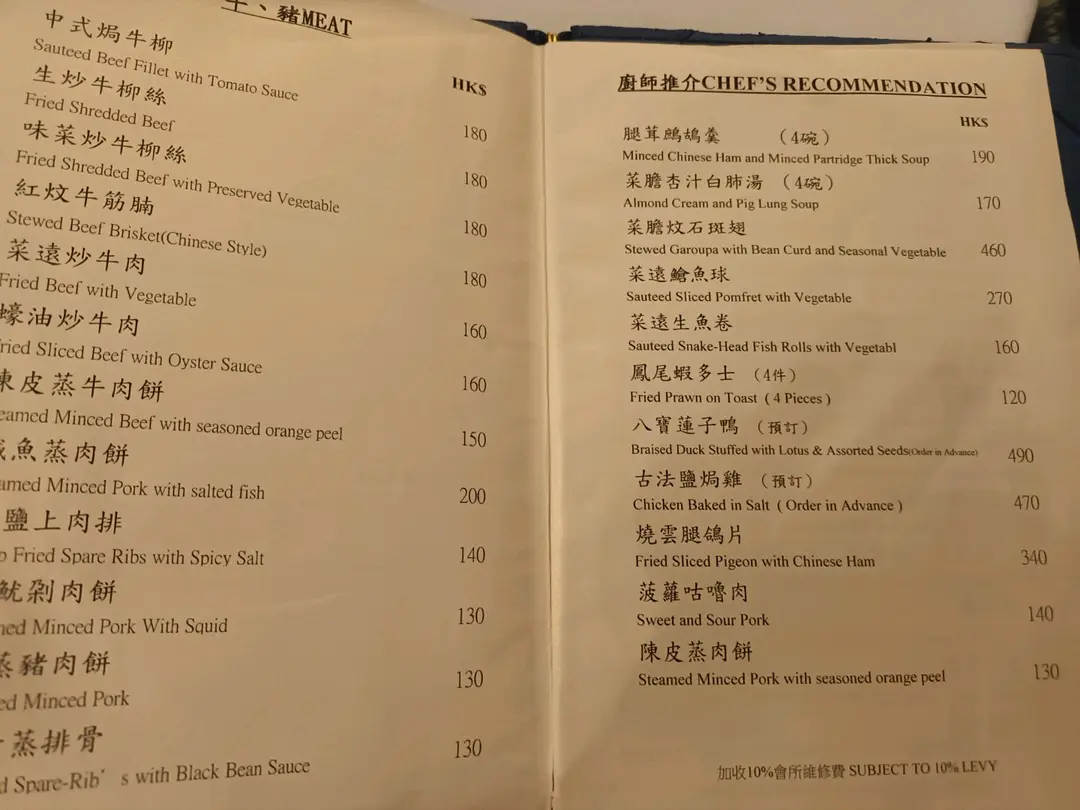 牛、豬MEAT
HK$
中式焗牛柳
Sauteed Beef Fillet with Tomato Sauce 180
生炒牛柳絲
Fried Shredded Beef 180
味菜炒牛柳絲
Fried Shredded Beef with Preserved Vegetable 180
紅炆牛筋腩
Stewed Beef Brisket(Chinese Style) 180
菜遠炒牛肉
Fried Beef with Vegetable 160
蠔油炒牛肉
Fried Sliced Beef with Oyster Sauce 160
陳皮蒸牛肉餅
eamed Minced Beef with seasoned orange peel 150
鹹魚蒸肉餅
amed Minced Pork with salted fish 200
鹽上肉排
p Fried Spare Ribs with Spicy Salt 140
魷剁肉餅
med Minced Pork With Squid 130
蒸豬肉餅
ed Minced Pork 130
蒸排骨
d Spare-Rib's with Black Bean Sauce 130
廚師推介CHEF'S RECOMMENDATION
HK$
腿茸鷓鴣羹 （4碗）
Minced Chinese Ham and Minced Partridge Thick Soup 190
菜膽杏汁白肺湯 （4碗）
Almond Cream and Pig Lung Soup 170
菜膽炆石斑翅
Stewed Garoupa with Bean Curd and Seasonal Vegetable 460
菜遠鱠魚球
Sauteed Sliced Pomfret with Vegetable 270
菜遠生魚卷
Sauteed Snake-Head Fish Rolls with Vegetabl 160
鳳尾蝦多士 （4件）
Fried Prawn on Toast ( 4 Pieces ) 120
八寶蓮子鴨 （預訂）
Braised Duck Stuffed with Lotus & Assorted Seeds(Order in Advance) 490
古法鹽焗雞 （預訂）
Chicken Baked in Salt ( Order in Advance ) 470
燒雲腿鴿片
Fried Sliced Pigeon with Chinese Ham 340
菠蘿咕嚕肉
Sweet and Sour Pork 140
陳皮蒸肉餅
Steamed Minced Pork with seasoned orange peel 130
加收10%會所維修費 SUBJECT TO 10% LEVY